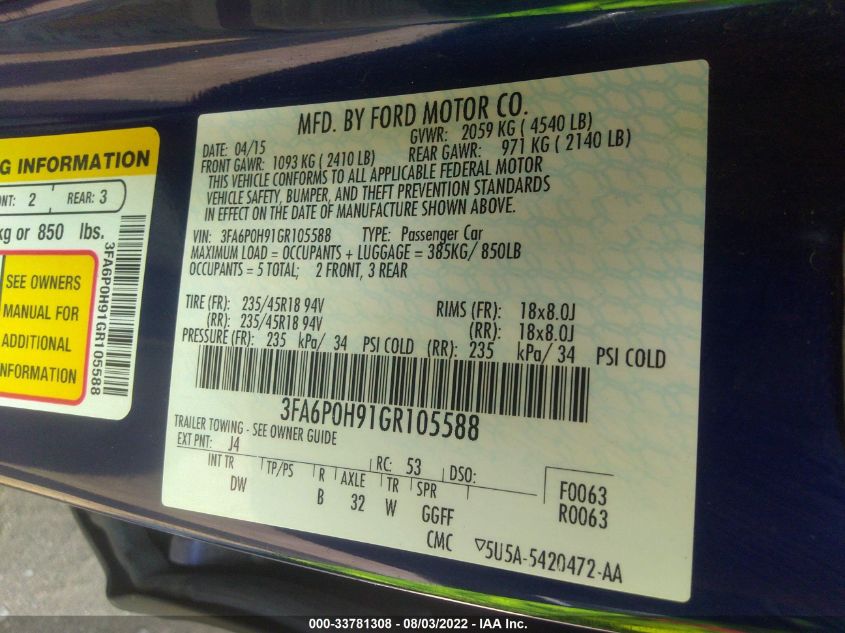 G INFORMATION
NT: 2 REAR: 3
kg or 850 lbs.
SEE OWNERS
MANUAL FOR
ADDITIONAL
INFORMATION
3FA6P0H91GR105588
MFD. BY FORD MOTOR CO.
DATE: 04/15 GVWR: 2059 KG ( 4540 LB)
FRONT GAWR: 1093 KG ( 2410 LB) REAR GAWR: 971 KG ( 2140 LB)
THIS VEHICLE CONFORMS TO ALL APPLICABLE FEDERAL MOTOR
VEHICLE SAFETY, BUMPER, AND THEFT PREVENTION STANDARDS
IN EFFECT ON THE DATE OF MANUFACTURE SHOWN ABOVE.
VIN: 3FA6P0H91GR105588 TYPE: Passenger Car
MAXIMUM LOAD = OCCUPANTS + LUGGAGE = 385KG/ 850LB
OCCUPANTS = 5 TOTAL; 2 FRONT, 3 REAR
TIRE (FR): 235/45R18 94V RIMS (FR): 18x8.0J
(RR): 235/45R18 94V (RR): 18x8.0J
PRESSURE (FR): 235 kPa/ 34 PSI COLD (RR): 235 kPa/ 34 PSI COLD
3FA6P0H91GR105588
TRAILER TOWING - SEE OWNER GUIDE
EXT PNT: J4 RC: 53 DSO: F0063
INT TR TP/PS R AXLE TR SPR R0063
DW B 32 W GGFF
CMC ▽5U5A-5420472-AA
000-33781308 - 08/03/2022 - IAA Inc.